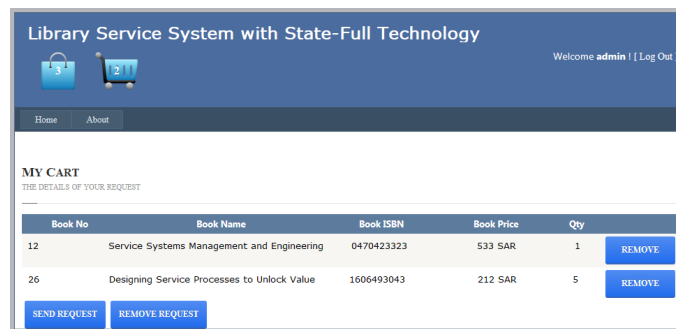 Library Service System with State-Full Technology
3
2
Welcome admin ! [ Log Out ]
Home About
MY CART
THE DETAILS OF YOUR REQUEST
Book No Book Name Book ISBN Book Price Qty
12 Service Systems Management and Engineering 0470423323 533 SAR 1 REMOVE
26 Designing Service Processes to Unlock Value 1606493043 212 SAR 5 REMOVE
SEND REQUEST REMOVE REQUEST